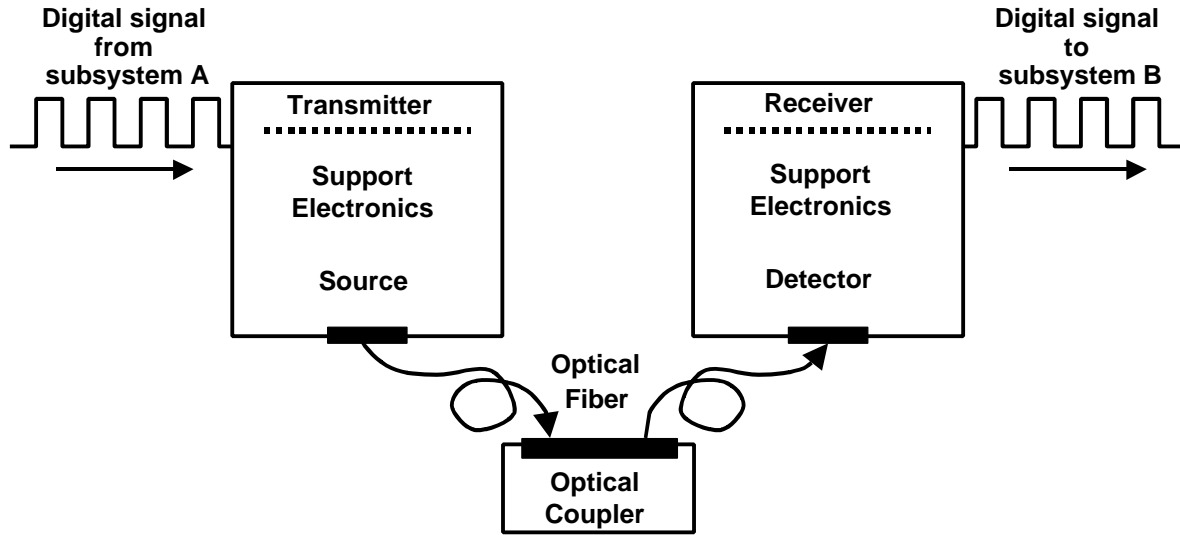 Digital signal
from
subsystem A
Digital signal
to
subsystem B
Transmitter
Support
Electronics
Source
Receiver
Support
Electronics
Detector
Optical
Fiber
Optical
Coupler